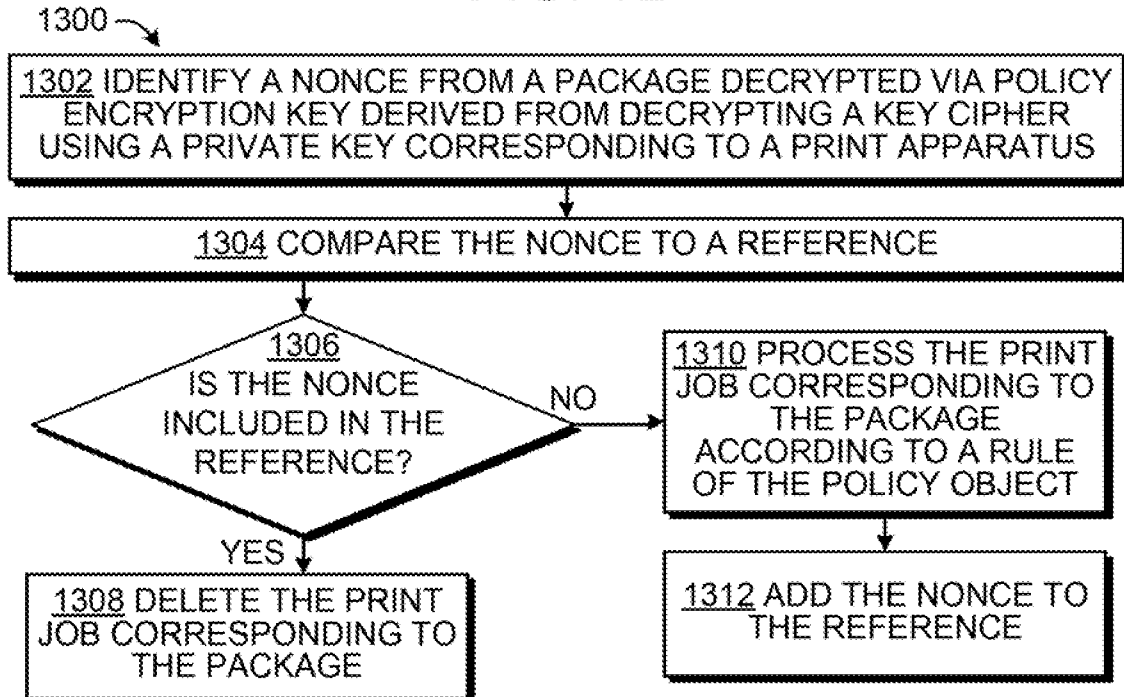 1300
1302 IDENTIFY A NONCE FROM A PACKAGE DECRYPTED VIA POLICY
ENCRYPTION KEY DERIVED FROM DECRYPTING A KEY CIPHER
USING A PRIVATE KEY CORRESPONDING TO A PRINT APPARATUS
1304 COMPARE THE NONCE TO A REFERENCE
1306
IS THE NONCE
INCLUDED IN THE
REFERENCE?
NO
YES
1308 DELETE THE PRINT
JOB CORRESPONDING TO
THE PACKAGE
1310 PROCESS THE PRINT
JOB CORRESPONDING TO
THE PACKAGE
ACCORDING TO A RULE
OF THE POLICY OBJECT
1312 ADD THE NONCE TO
THE REFERENCE